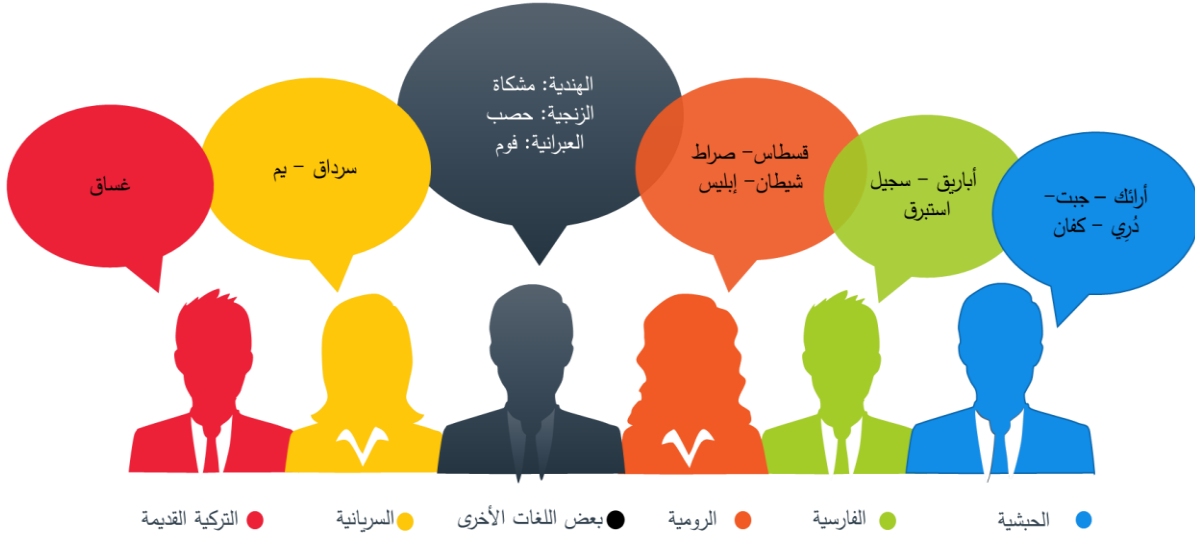 أرائك – جبت–
دُرِي – كفان
أباريق – سجيل
استبرق
قسطاس– صراط
شيطان– إبليس
الهندية: مشكاة
الزنجية: حصب
العبرانية: فوم
سرداق – يم
غساق
الحبشية
الفارسية
الرومية
بعض اللغات الأخرى
السريانية
التركية القديمة